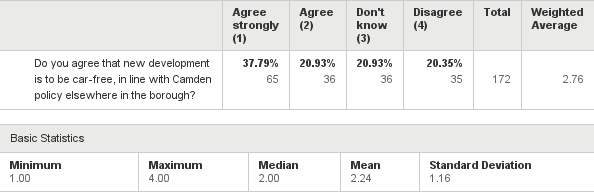 Agree strongly (1) Agree (2) Don't know (3) Disagree (4) Total Weighted Average
Do you agree that new development is to be car-free, in line with Camden policy elsewhere in the borough? 37.79% 65 20.93% 36 20.93% 36 20.35% 35 172 2.76
Basic Statistics
Minimum Maximum Median Mean Standard Deviation
1.00 4.00 2.00 2.24 1.16